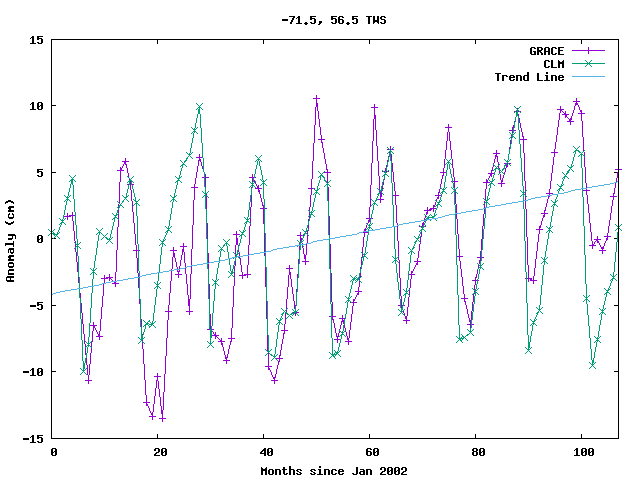 -71.5, 56.5 TWS
GRACE
CLM
Trend Line
15
10
5
0
-5
-10
-15
Anomaly (cm)
0 20 40 60 80 100
Months since Jan 2002